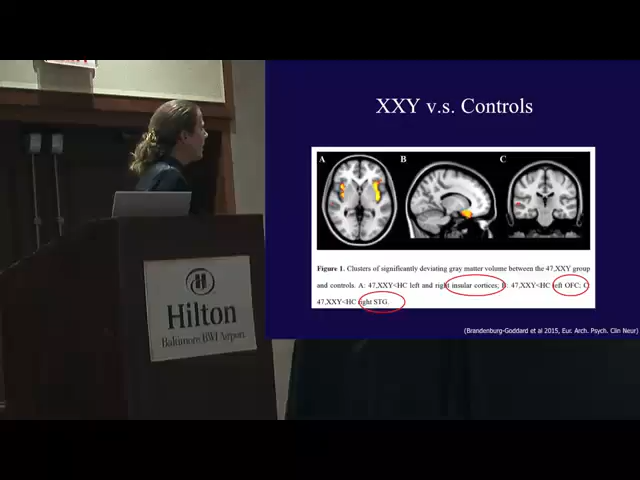 XXY v.s. Controls
A B C
Figure 1. Clusters of significantly deviating gray matter volume between the 47,XXY group
and controls. A: 47,XXY<HC left and right insular cortices; B: 47,XXY<HC left OFC; C
47,XXY<HC right STG.
(Brandenburg-Goddard et al 2015, Eur. Arch. Psych. Clin Neur)
Hilton
Baltimore BWI Airport